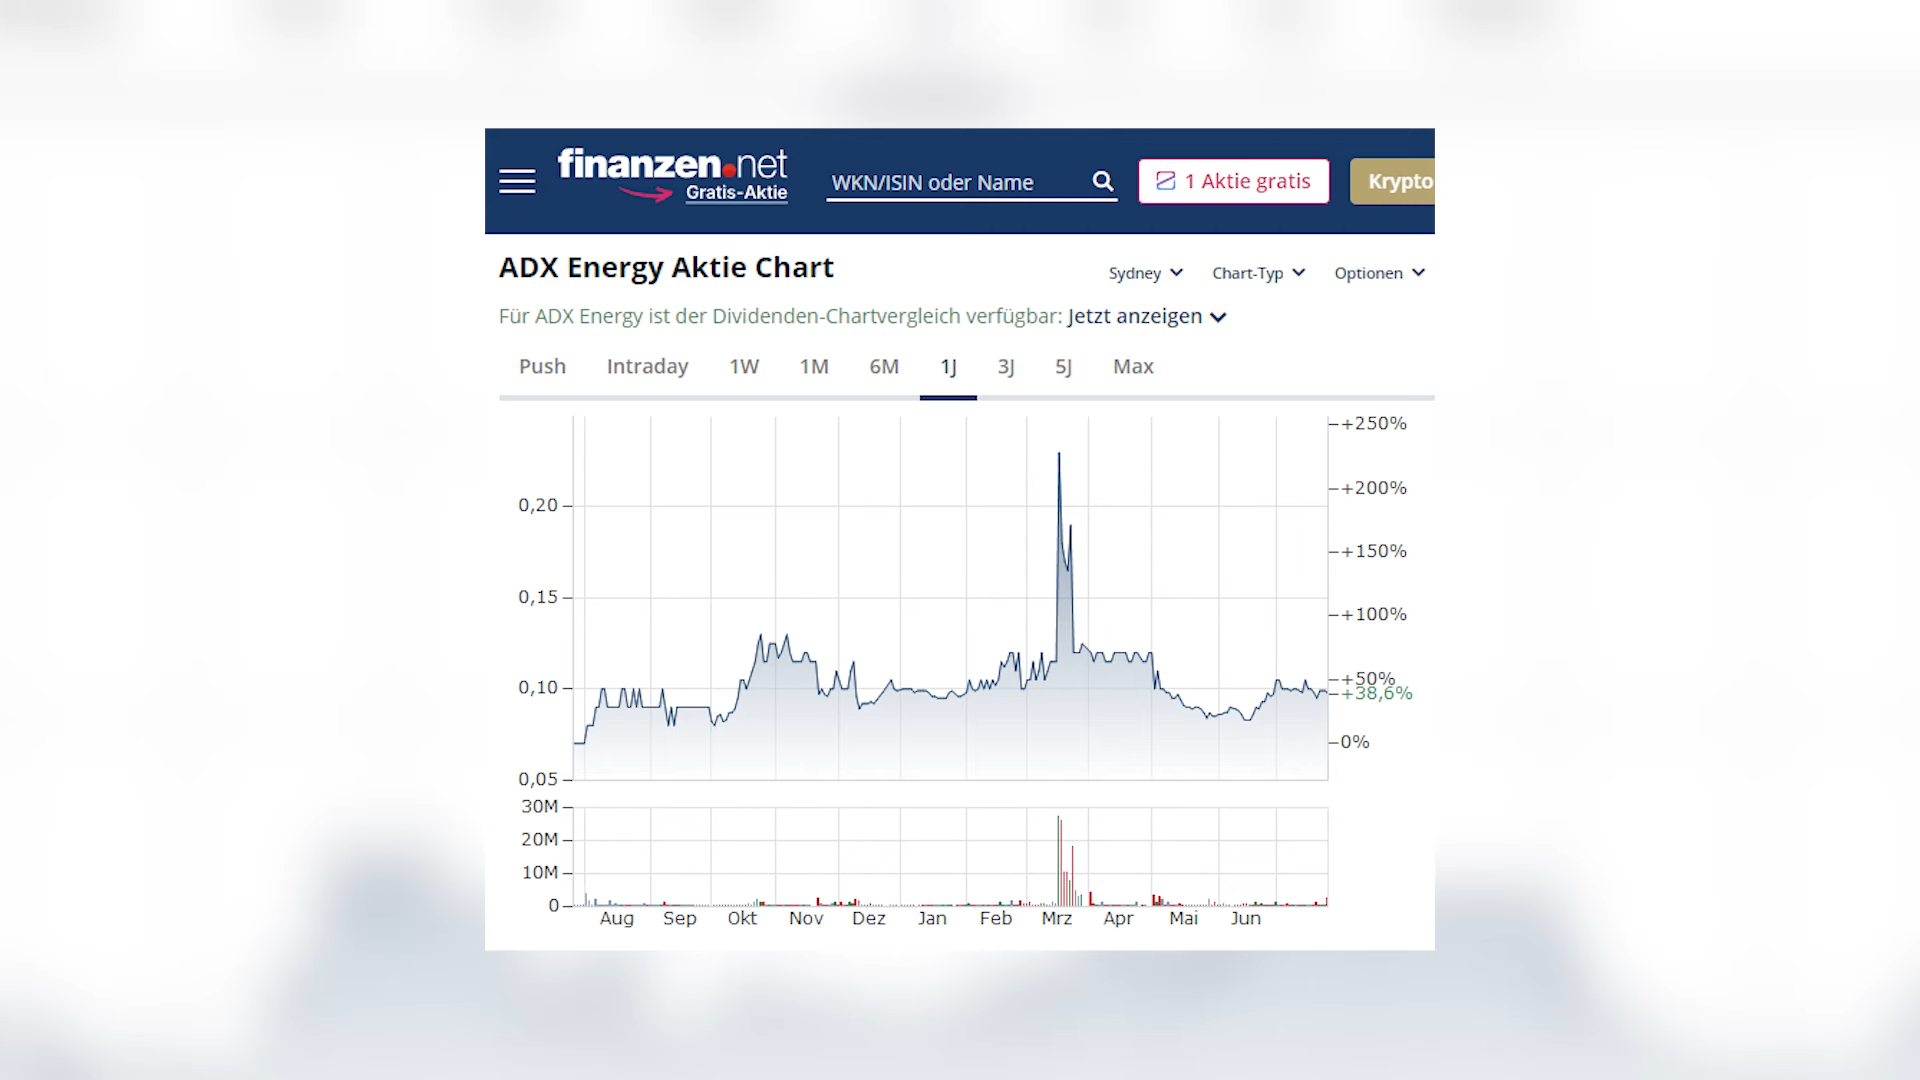 finanzen.net
Gratis-Aktie
WKN/ISIN oder Name
1 Aktie gratis
Krypto
ADX Energy Aktie Chart
Sydney
Chart-Typ
Optionen
Für ADX Energy ist der Dividenden-Chartvergleich verfügbar: Jetzt anzeigen
Push Intraday 1W 1M 6M 1J 3J 5J Max
+250%
+200%
0,20
+150%
+100%
0,15
+50%
0,10
+38,6%
+0%
0,05
30M
20M
10M
0
Aug Sep Okt Nov Dez Jan Feb Mrz Apr Mai Jun